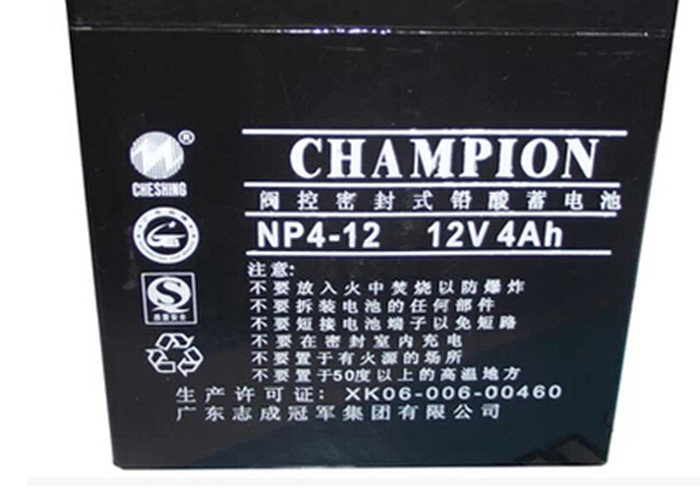 CHAMPION
阀控密封式铅酸蓄电池
NP4-12 12V 4Ah
®
CHESHING
注意:
不要放入火中焚烧以防爆炸
不要拆装电池的任何部件
不要短接电池端子以免短路
不要在密封室内充电
不要置于有火源的场所
不要置于50度以上的高温地方
生产许可证: XK06-006-00460
广东志成冠军集团有限公司